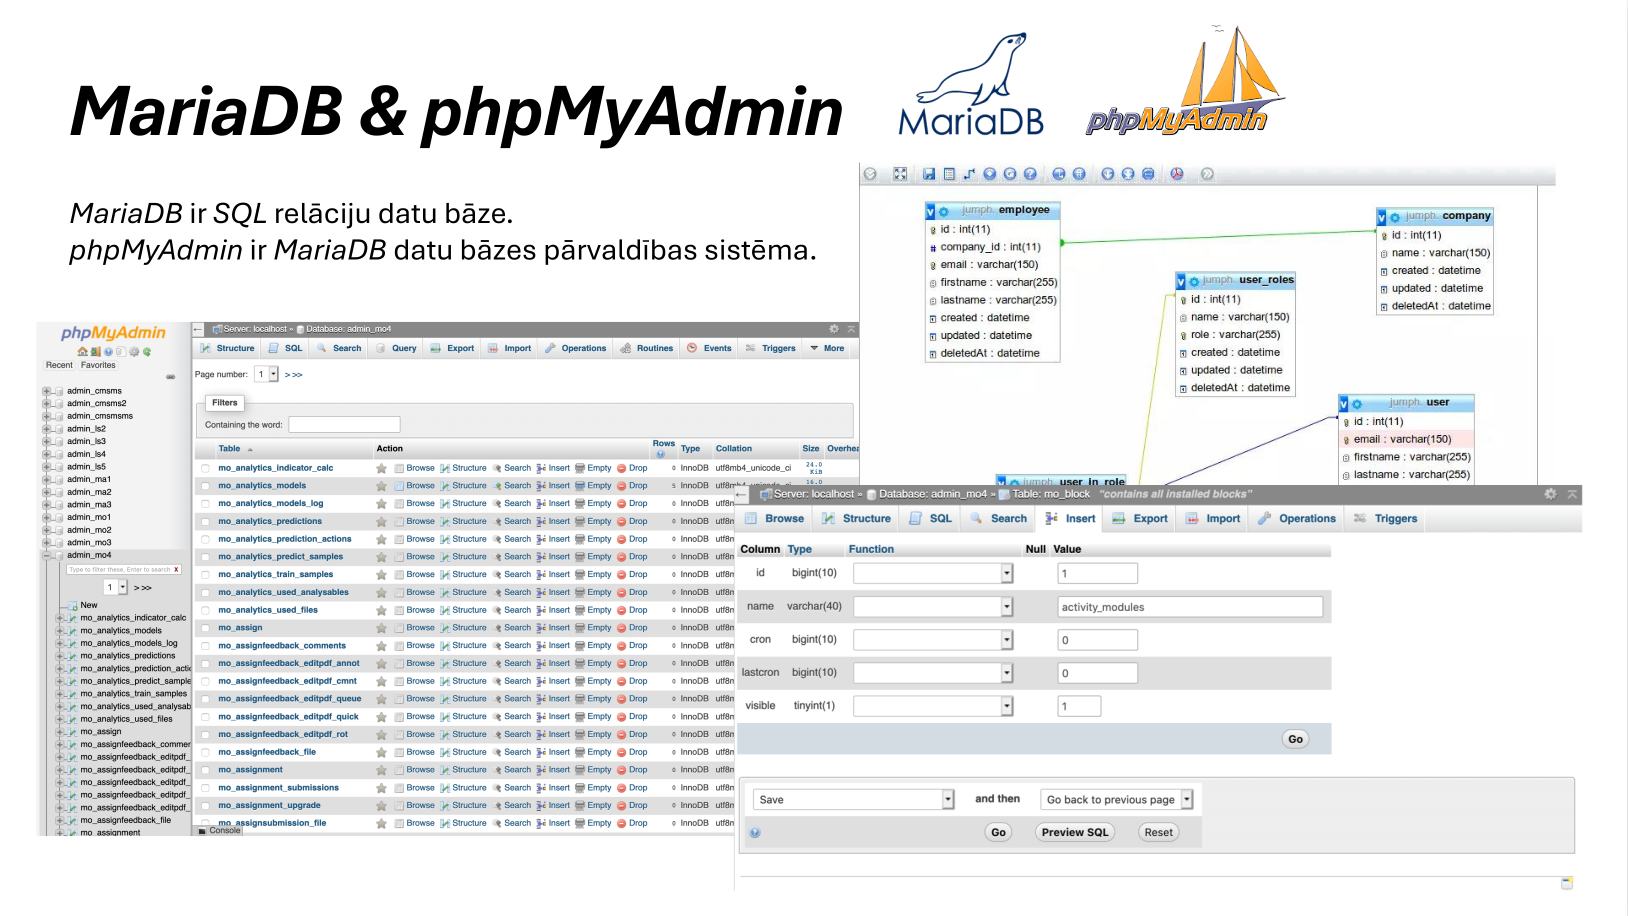 MariaDB & phpMyAdmin
MariaDB
phpMyAdmin
MariaDB ir SQL relāciju datu bāze.
phpMyAdmin ir MariaDB datu bāzes pārvaldības sistēma.
jumph. employee
id : int(11)
company_id : int(11)
email : varchar(150)
firstname : varchar(255)
lastname : varchar(255)
created : datetime
updated : datetime
deletedAt : datetime
jumph. company
id : int(11)
name : varchar(150)
created : datetime
updated : datetime
deletedAt : datetime
jumph. user_roles
id : int(11)
name : varchar(150)
role : varchar(255)
created : datetime
updated : datetime
deletedAt : datetime
jumph. user
id : int(11)
email : varchar(150)
firstname : varchar(255)
lastname : varchar(255)
jumph. user_in_role
phpMyAdmin
Recent Favorites
admin_cmsms
admin_cmsms2
admin_cmsmsms
admin_ls2
admin_ls3
admin_ls4
admin_ls5
admin_ma1
admin_ma2
admin_ma3
admin_mo1
admin_mo2
admin_mo3
admin_mo4
Type to filter these, Enter to search X
1 > >>
New
mo_analytics_indicator_calc
mo_analytics_models
mo_analytics_models_log
mo_analytics_predictions
mo_analytics_prediction_actic
mo_analytics_predict_sample
mo_analytics_train_samples
mo_analytics_used_analysab
mo_analytics_used_files
mo_assign
mo_assignfeedback_commer
mo_assignfeedback_editpdf_
mo_assignfeedback_editpdf_
mo_assignfeedback_editpdf_
mo_assignfeedback_editpdf_
mo_assignfeedback_editpdf_
mo_assignfeedback_file
mo_assignment
Server: localhost » Database: admin_mo4
Structure SQL Search Query Export Import Operations Routines Events Triggers More
Page number: 1 > >>
Filters
Containing the word:
Table Action Rows Type Collation Size Overhea
mo_analytics_indicator_calc Browse Structure Search Insert Empty Drop 0 InnoDB utf8mb4_unicode_ci 24.0 KiB
mo_analytics_models Browse Structure Search Insert Empty Drop 5 InnoDB utf8mb4_unicode_ci 16.0
mo_analytics_models_log Browse Structure Search Insert Empty Drop 0 InnoDB utf8n
mo_analytics_predictions Browse Structure Search Insert Empty Drop 0 InnoDB utf8n
mo_analytics_prediction_actions Browse Structure Search Insert Empty Drop 0 InnoDB utf8n
mo_analytics_predict_samples Browse Structure Search Insert Empty Drop 0 InnoDB utf8n
mo_analytics_train_samples Browse Structure Search Insert Empty Drop 0 InnoDB utf8n
mo_analytics_used_analysables Browse Structure Search Insert Empty Drop 0 InnoDB utf8n
mo_analytics_used_files Browse Structure Search Insert Empty Drop 0 InnoDB utf8n
mo_assign Browse Structure Search Insert Empty Drop 0 InnoDB utf8n
mo_assignfeedback_comments Browse Structure Search Insert Empty Drop 0 InnoDB utf8n
mo_assignfeedback_editpdf_annot Browse Structure Search Insert Empty Drop 0 InnoDB utf8n
mo_assignfeedback_editpdf_cmnt Browse Structure Search Insert Empty Drop 0 InnoDB utf8n
mo_assignfeedback_editpdf_queue Browse Structure Search Insert Empty Drop 0 InnoDB utf8n
mo_assignfeedback_editpdf_quick Browse Structure Search Insert Empty Drop 0 InnoDB utf8n
mo_assignfeedback_editpdf_rot Browse Structure Search Insert Empty Drop 0 InnoDB utf8n
mo_assignfeedback_file Browse Structure Search Insert Empty Drop 0 InnoDB utf8n
mo_assignment Browse Structure Search Insert Empty Drop 0 InnoDB utf8n
mo_assignment_submissions Browse Structure Search Insert Empty Drop 0 InnoDB utf8n
mo_assignment_upgrade Browse Structure Search Insert Empty Drop 0 InnoDB utf8n
mo_assignsubmission_file Browse Structure Search Insert Empty Drop 0 InnoDB utf8n
Console
Server: localhost » Database: admin_mo4 » Table: mo_block "contains all installed blocks"
Browse Structure SQL Search Insert Export Import Operations Triggers
Column Type Function Null Value
id bigint(10) 1
name varchar(40) activity_modules
cron bigint(10) 0
lastcron bigint(10) 0
visible tinyint(1) 1
Go
Save and then Go back to previous page
Go Preview SQL Reset